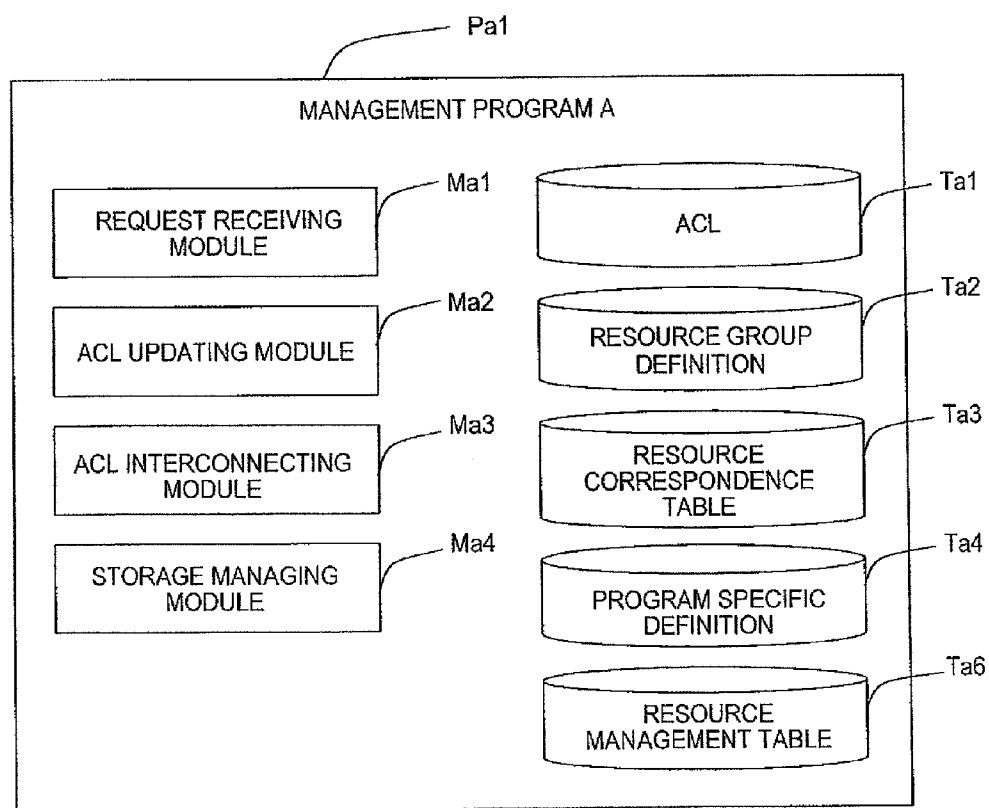 Pa1
MANAGEMENT PROGRAM A
REQUEST RECEIVING
MODULE
Ma1
ACL
Ta1
ACL UPDATING MODULE
Ma2
RESOURCE GROUP
DEFINITION
Ta2
ACL INTERCONNECTING
MODULE
Ma3
RESOURCE
CORRESPONDENCE
TABLE
Ta3
STORAGE MANAGING
MODULE
Ma4
PROGRAM SPECIFIC
DEFINITION
Ta4
RESOURCE
MANAGEMENT TABLE
Ta6